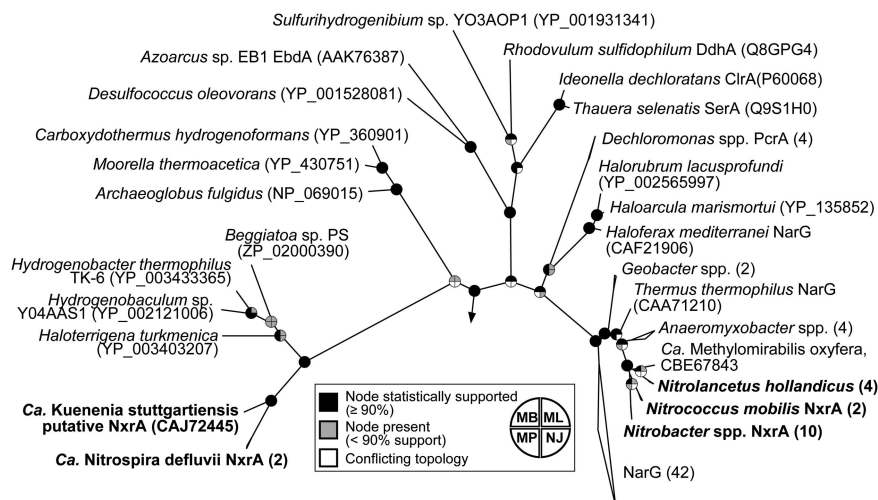 Sulfurihydrogenibium sp. YO3AOP1 (YP_001931341)
Azoarcus sp. EB1 EbdA (AAK76387)
Rhodovulum sulfidophilum DdhA (Q8GPG4)
Desulfococcus oleovorans (YP_001528081)
Ideonella dechloratans ClrA(P60068)
Thauera selenatis SerA (Q9S1H0)
Carboxydothermus hydrogenoformans (YP_360901)
Dechloromonas spp. PcrA (4)
Moorella thermoacetica (YP_430751)
Halorubrum lacusprofundi
(YP_002565997)
Archaeoglobus fulgidus (NP_069015)
Haloarcula marismortui (YP_135852)
Haloferax mediterranei NarG
(CAF21906)
Beggiatoa sp. PS
(ZP_02000390)
Hydrogenobacter thermophilus
TK-6 (YP_003433365)
Hydrogenobaculum sp.
Y04AAS1 (YP_002121006)
Haloterrigena turkmenica
(YP_003403207)
Geobacter spp. (2)
Thermus thermophilus NarG
(CAA71210)
Anaeromyxobacter spp. (4)
Ca. Methylomirabilis oxyfera,
CBE67843
Nitrolancetus hollandicus (4)
Nitrococcus mobilis NxrA (2)
Nitrobacter spp. NxrA (10)
NarG (42)
Ca. Kuenenia stuttgartiensis
putative NxrA (CAJ72445)
Ca. Nitrospira defluvii NxrA (2)
Node statistically supported
(≥ 90%)
Node present
(< 90% support)
Conflicting topology
MB ML
MP NJ